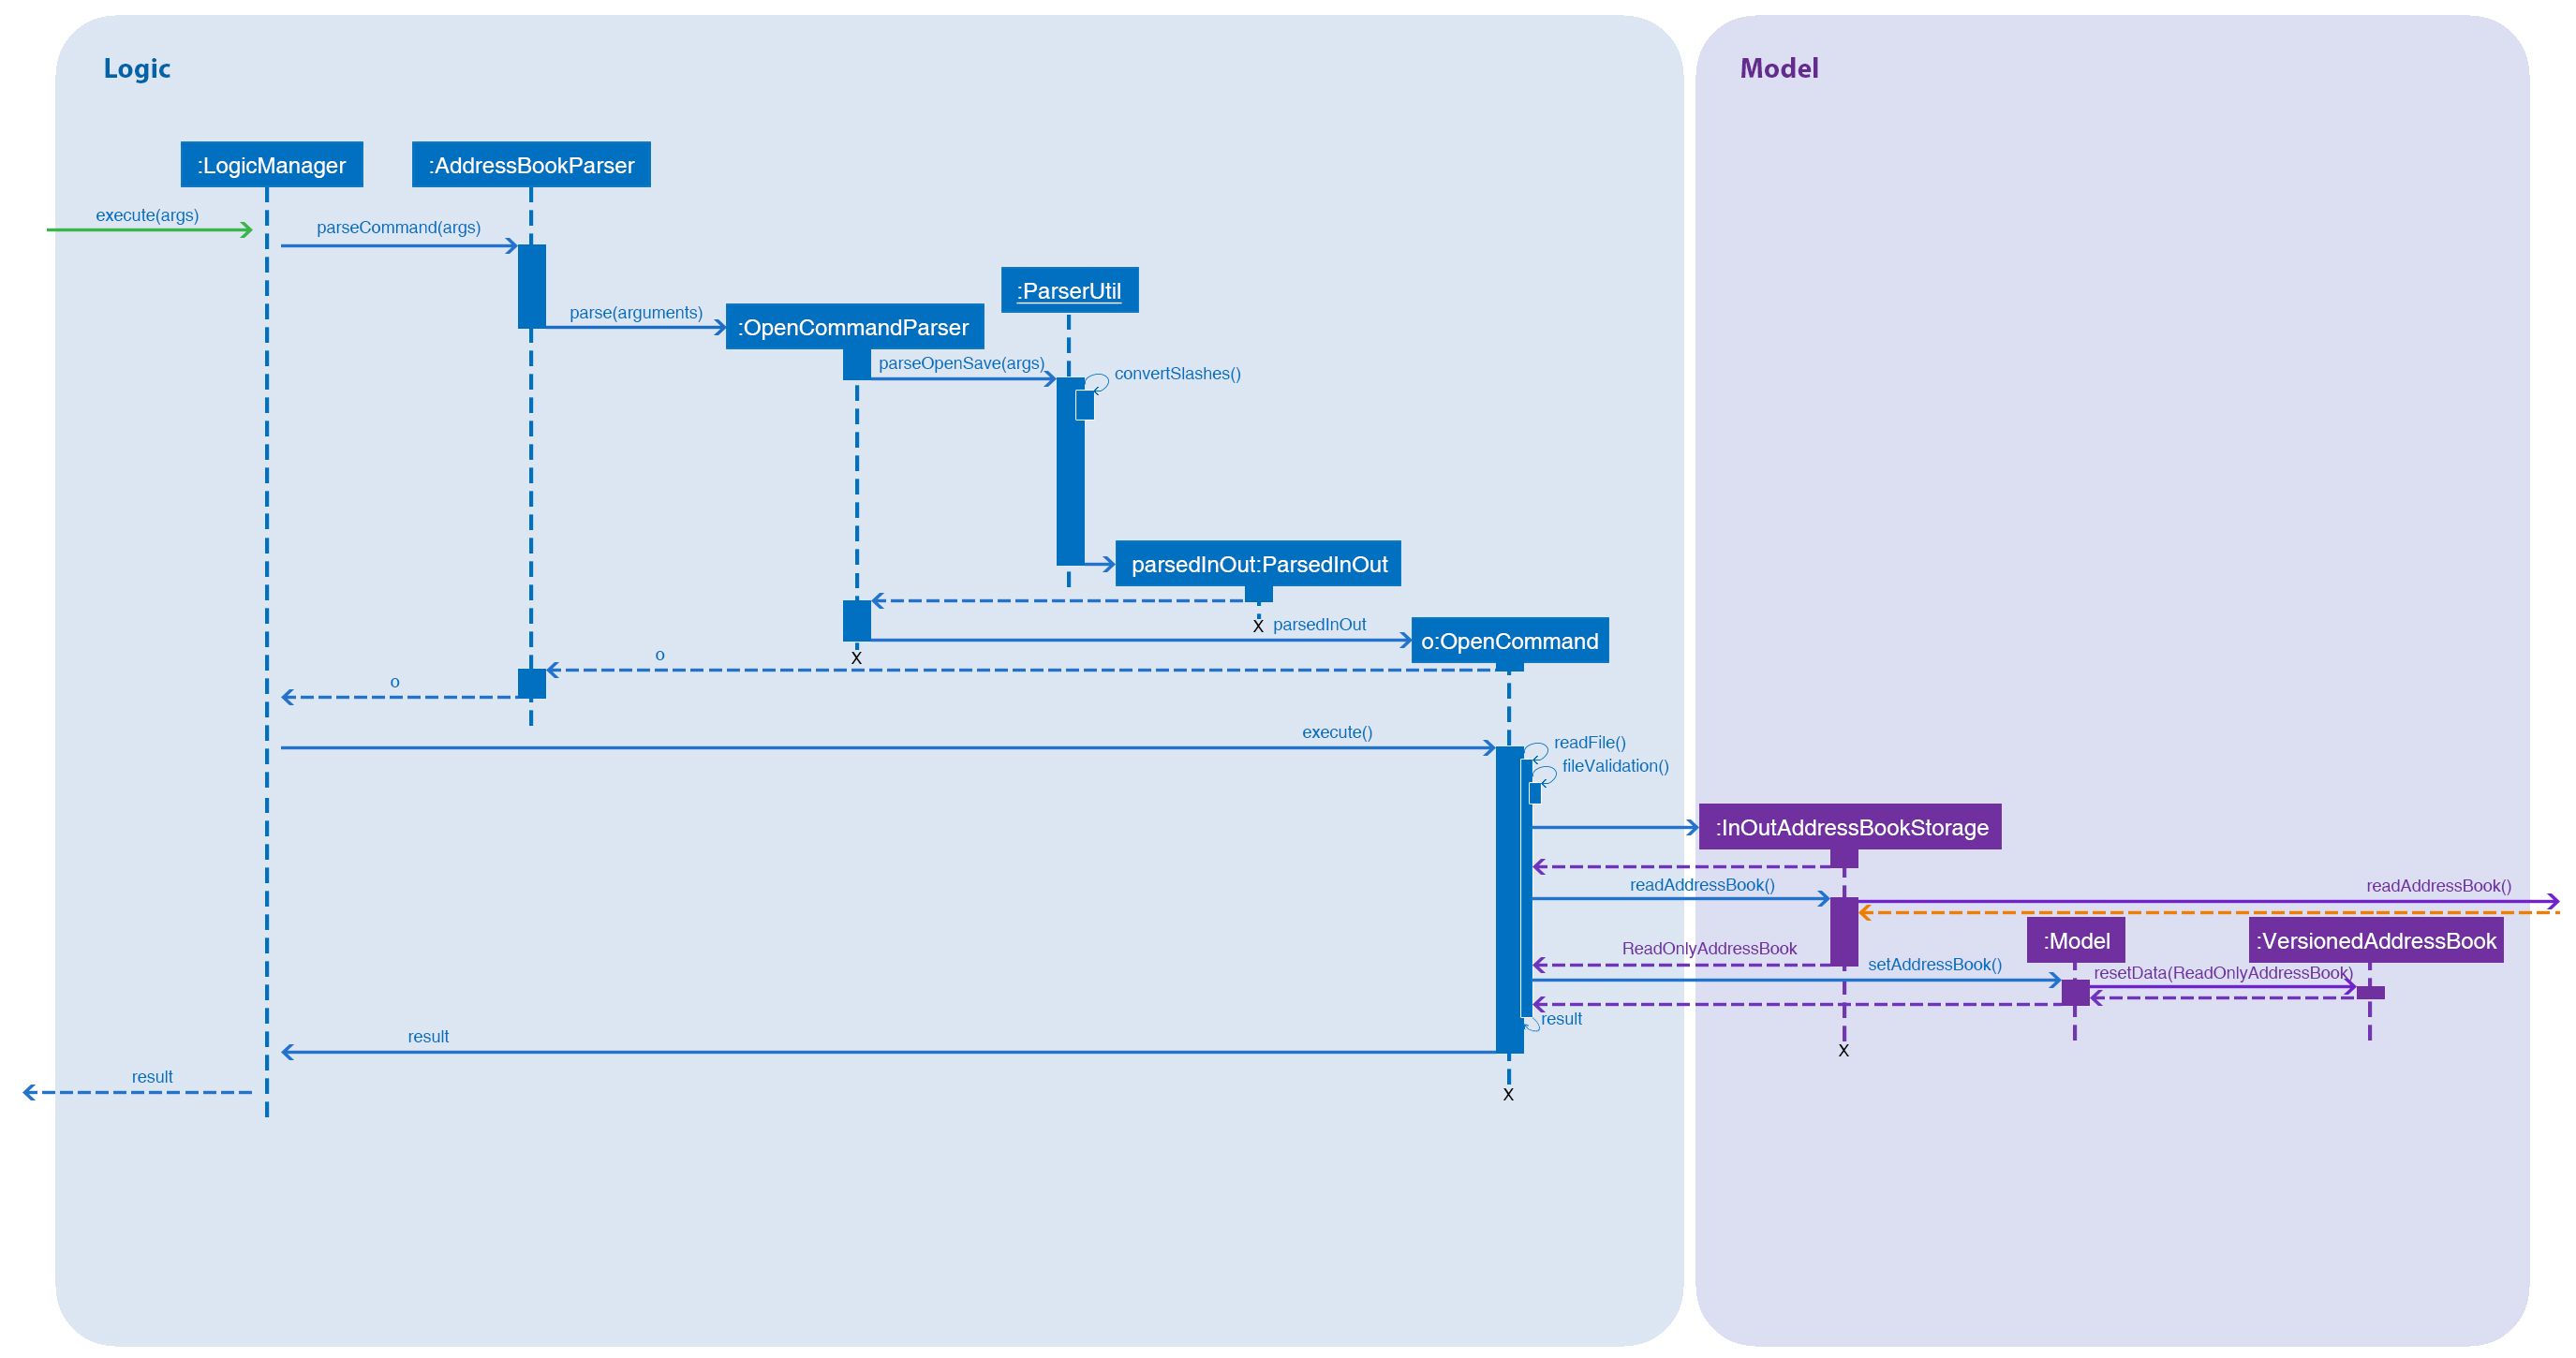 Logic
Model
:LogicManager
:AddressBookParser
execute(args)
parseCommand(args)
:ParserUtil
parse(arguments)
:OpenCommandParser
parseOpenSave(args)
convertSlashes()
parsedInOut:ParsedInOut
X
parsedInOut
o:OpenCommand
X
o
o
execute()
readFile()
fileValidation()
:InOutAddressBookStorage
readAddressBook()
readAddressBook()
:Model
:VersionedAddressBook
ReadOnlyAddressBook
setAddressBook()
resetData(ReadOnlyAddressBook)
result
result
X
result
X